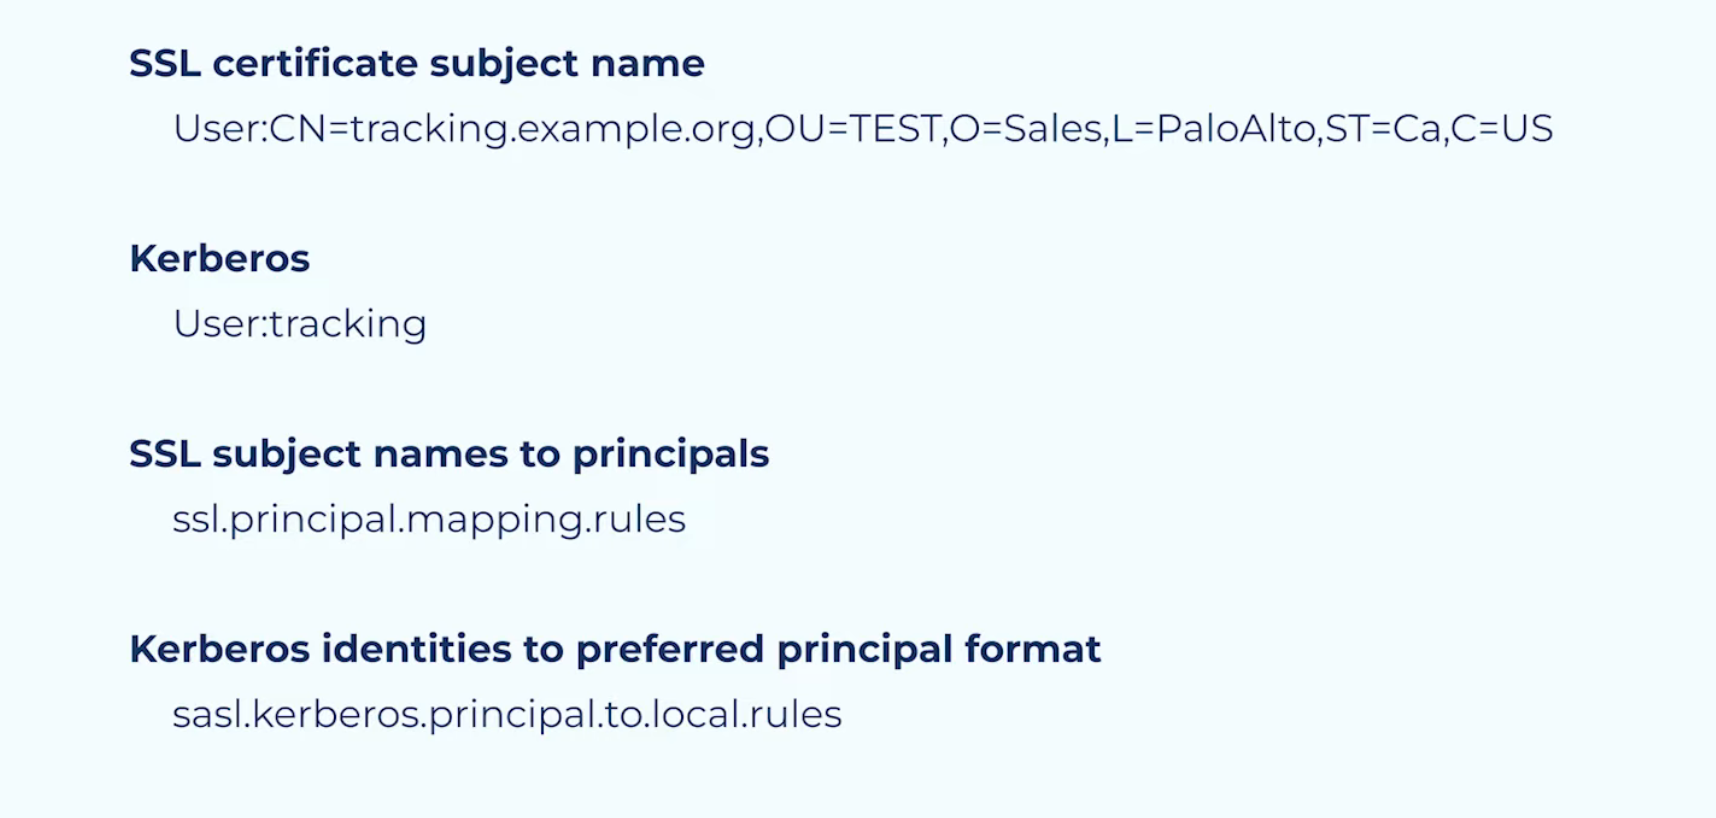 SSL certificate subject name
User:CN=tracking.example.org,OU=TEST,O=Sales,L=PaloAlto,ST=Ca,C=US
Kerberos
User:tracking
SSL subject names to principals
ssl.principal.mapping.rules
Kerberos identities to preferred principal format
sasl.kerberos.principal.to.local.rules